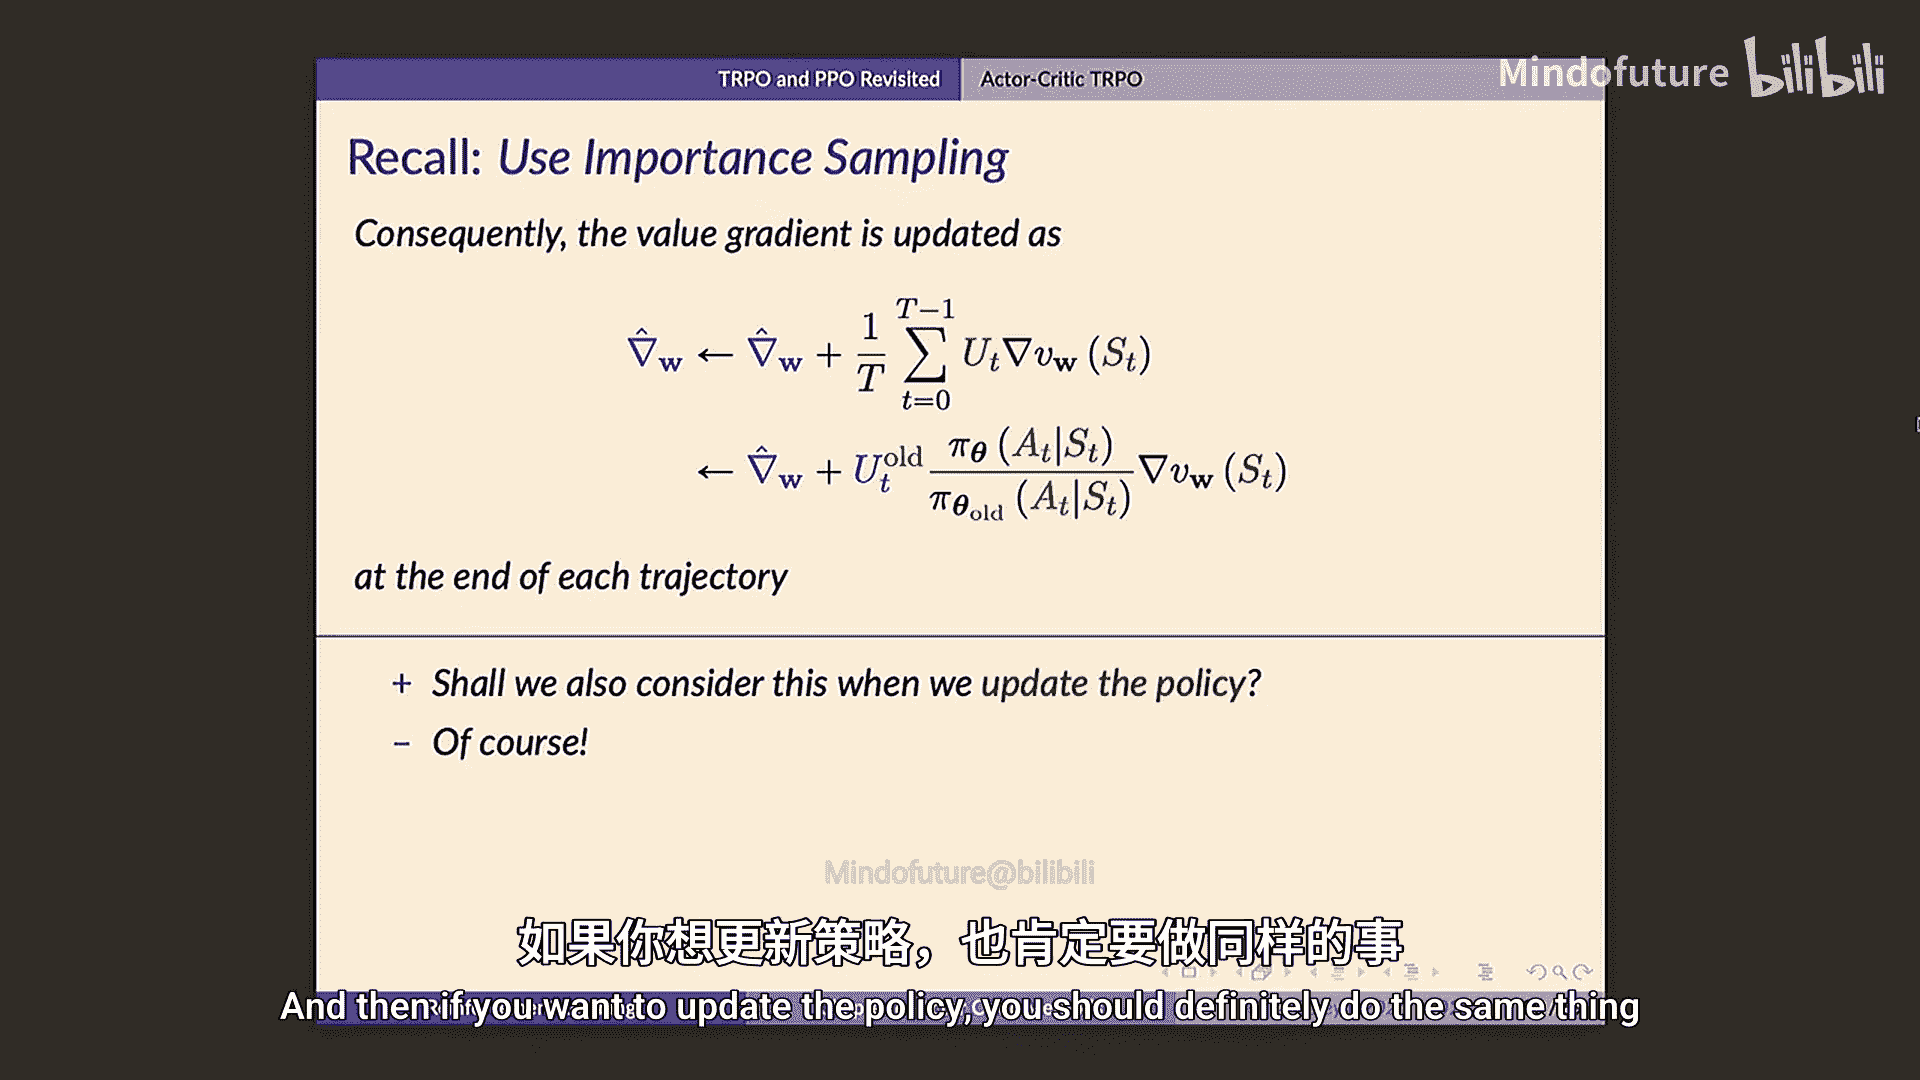 TRPO and PPO Revisited
Actor-Critic TRPO
Mindofuture bilibili
Recall: Use Importance Sampling
Consequently, the value gradient is updated as
∇̂_w ← ∇̂_w + 1/T ∑_{t=0}^{T−1} U_t ∇v_w (S_t)
← ∇̂_w + U_t^old π_θ (A_t|S_t) / π_θold (A_t|S_t) ∇v_w (S_t)
at the end of each trajectory
+ Shall we also consider this when we update the policy?
− Of course!
Mindofuture@bilibili
如果你想更新策略，也肯定要做同样的事
And then if you want to update the policy, you should definitely do the same thing